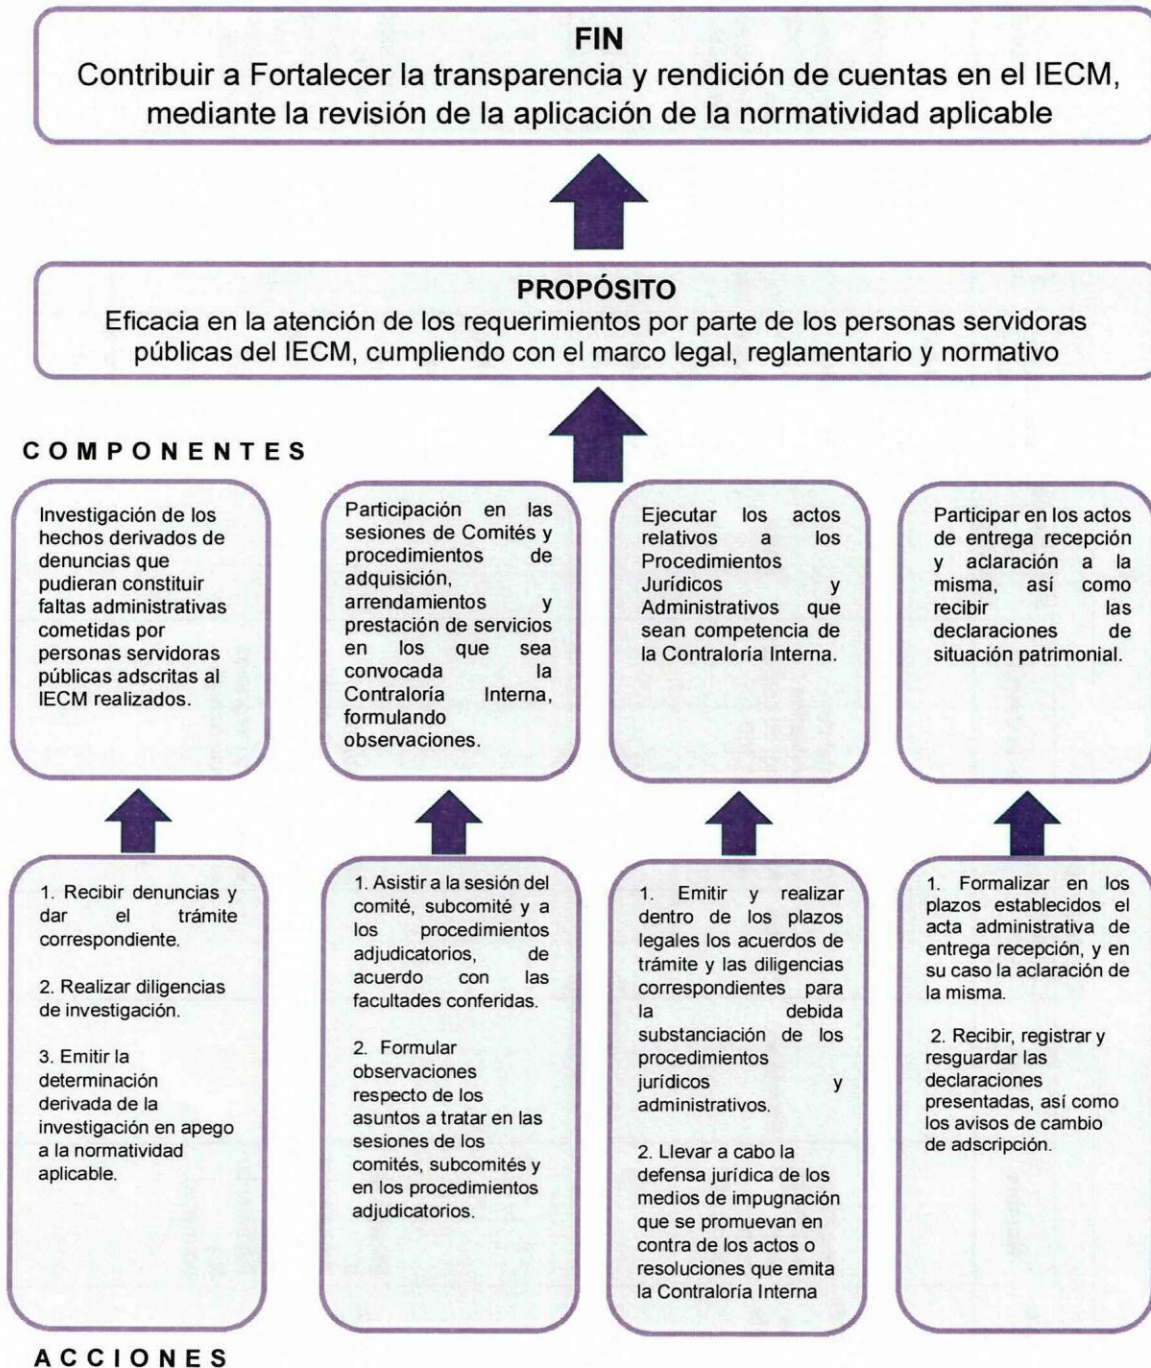 FIN
Contribuir a Fortalecer la transparencia y rendición de cuentas en el IECM,
mediante la revisión de la aplicación de la normatividad aplicable
PROPÓSITO
Eficacia en la atención de los requerimientos por parte de los personas servidoras
públicas del IECM, cumpliendo con el marco legal, reglamentario y normativo
COMPONENTES
Investigación de los
hechos derivados de
denuncias que
pudieran constituir
faltas administrativas
cometidas por
personas servidoras
públicas adscritas al
IECM realizados.
Participación en las
sesiones de Comités y
procedimientos de
adquisición,
arrendamientos y
prestación de servicios
en los que sea
convocada la
Contraloría Interna,
formulando
observaciones.
Ejecutar los actos
relativos a los
Procedimientos
Jurídicos y
Administrativos que
sean competencia de
la Contraloría Interna.
Participar en los actos
de entrega recepción
y aclaración a la
misma, así como
recibir las
declaraciones de
situación patrimonial.
1. Recibir denuncias y
dar el trámite
correspondiente.
2. Realizar diligencias
de investigación.
3. Emitir la
determinación
derivada de la
investigación en apego
a la normatividad
aplicable.
1. Asistir a la sesión del
comité, subcomité y a
los procedimientos
adjudicatorios, de
acuerdo con las
facultades conferidas.
2. Formular
observaciones
respecto de los
asuntos a tratar en las
sesiones de los
comités, subcomités y
en los procedimientos
adjudicatorios.
1. Emitir y realizar
dentro de los plazos
legales los acuerdos de
trámite y las diligencias
correspondientes para
la debida
substanciación de los
procedimientos
jurídicos y
administrativos.
2. Llevar a cabo la
defensa jurídica de los
medios de impugnación
que se promuevan en
contra de los actos o
resoluciones que emita
la Contraloría Interna
1. Formalizar en los
plazos establecidos el
acta administrativa de
entrega recepción, y en
su caso la aclaración de
la misma.
2. Recibir, registrar y
resguardar las
declaraciones
presentadas, así como
los avisos de cambio
de adscripción.
ACCIONES